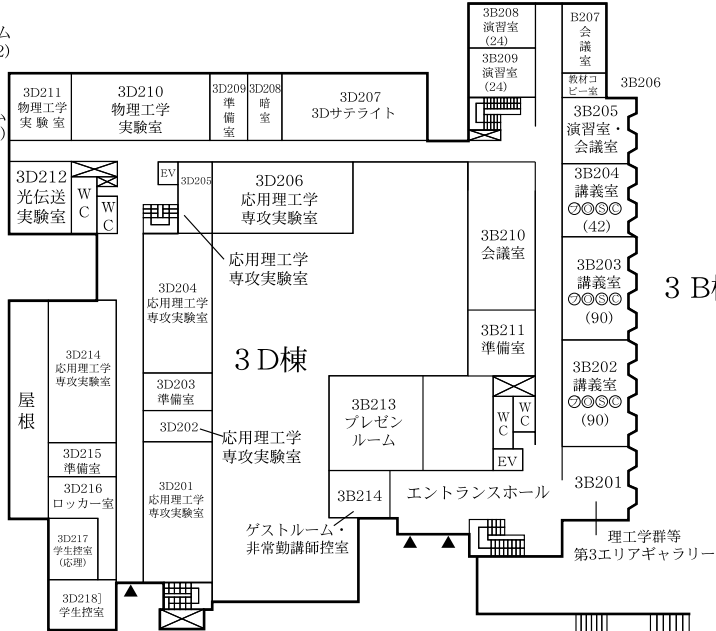 ム
2)
ム
)
3B208
演習室
(24)
B207
会
議
室
3B209
演習室
(24)
教材コ
ピー室
3B206
3D211
物理工学
実験室
3D210
物理工学
実験室
3D209
準
備
室
3D208
暗
室
3D207
3Dサテライト
3B205
演習室・
会議室
3D212
光伝送
実験室
W
C
W
C
EV
3D205
3D206
応用理工学
専攻実験室
3B204
講義室
ⓋⓄⓈⒸ
(42)
応用理工学
専攻実験室
3B210
会議室
3B203
講義室
(90)
3 B棟
3D204
応用理工学
専攻実験室
3B211
準備室
3D214
応用理工学
専攻実験室
3 D棟
3B202
講義室
(90)
屋
根
3D203
準備室
3B213
プレゼン
ルーム
W
C
W
C
3D202
応用理工学
専攻実験室
EV
3D215
準備室
3D201
応用理工学
専攻実験室
3D216
ロッカー室
3B214
エントランスホール
3B201
3D217
学生控室
(応理)
ゲストルーム・
非常勤講師控室
理工学群等
第3エリアギャラリー
3D218]
学生控室